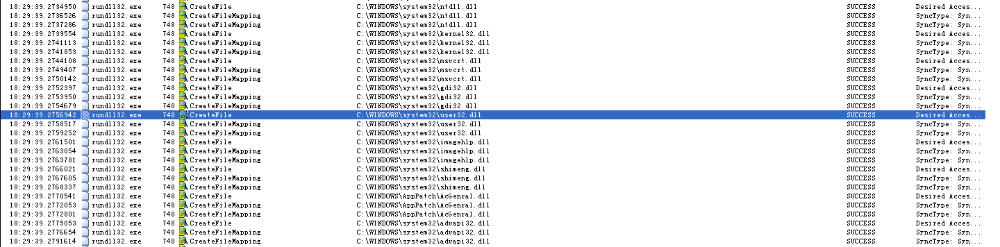 18:29:39.2734950 rundll32.exe 748 CreateFile C:\WINDOWS\system32\ntdll.dll SUCCESS Desired Acces...
18:29:39.2736526 rundll32.exe 748 CreateFileMapping C:\WINDOWS\system32\ntdll.dll SUCCESS SyncType: Syn...
18:29:39.2737286 rundll32.exe 748 CreateFileMapping C:\WINDOWS\system32\ntdll.dll SUCCESS SyncType: Syn...
18:29:39.2739554 rundll32.exe 748 CreateFile C:\WINDOWS\system32\kernel32.dll SUCCESS Desired Acces...
18:29:39.2741113 rundll32.exe 748 CreateFileMapping C:\WINDOWS\system32\kernel32.dll SUCCESS SyncType: Syn...
18:29:39.2741853 rundll32.exe 748 CreateFileMapping C:\WINDOWS\system32\kernel32.dll SUCCESS SyncType: Syn...
18:29:39.2744108 rundll32.exe 748 CreateFile C:\WINDOWS\system32\msvcrt.dll SUCCESS Desired Acces...
18:29:39.2749407 rundll32.exe 748 CreateFileMapping C:\WINDOWS\system32\msvcrt.dll SUCCESS SyncType: Syn...
18:29:39.2750142 rundll32.exe 748 CreateFileMapping C:\WINDOWS\system32\msvcrt.dll SUCCESS SyncType: Syn...
18:29:39.2752397 rundll32.exe 748 CreateFile C:\WINDOWS\system32\gdi32.dll SUCCESS Desired Acces...
18:29:39.2753950 rundll32.exe 748 CreateFileMapping C:\WINDOWS\system32\gdi32.dll SUCCESS SyncType: Syn...
18:29:39.2754679 rundll32.exe 748 CreateFileMapping C:\WINDOWS\system32\gdi32.dll SUCCESS SyncType: Syn...
18:29:39.2756942 rundll32.exe 748 CreateFile C:\WINDOWS\system32\user32.dll SUCCESS Desired Acces...
18:29:39.2758517 rundll32.exe 748 CreateFileMapping C:\WINDOWS\system32\user32.dll SUCCESS SyncType: Syn...
18:29:39.2759252 rundll32.exe 748 CreateFileMapping C:\WINDOWS\system32\user32.dll SUCCESS SyncType: Syn...
18:29:39.2761501 rundll32.exe 748 CreateFile C:\WINDOWS\system32\imagehlp.dll SUCCESS Desired Acces...
18:29:39.2763054 rundll32.exe 748 CreateFileMapping C:\WINDOWS\system32\imagehlp.dll SUCCESS SyncType: Syn...
18:29:39.2763781 rundll32.exe 748 CreateFileMapping C:\WINDOWS\system32\imagehlp.dll SUCCESS SyncType: Syn...
18:29:39.2766021 rundll32.exe 748 CreateFile C:\WINDOWS\system32\shimeng.dll SUCCESS Desired Acces...
18:29:39.2767605 rundll32.exe 748 CreateFileMapping C:\WINDOWS\system32\shimeng.dll SUCCESS SyncType: Syn...
18:29:39.2768337 rundll32.exe 748 CreateFileMapping C:\WINDOWS\system32\shimeng.dll SUCCESS SyncType: Syn...
18:29:39.2770541 rundll32.exe 748 CreateFile C:\WINDOWS\AppPatch\AcGenral.dll SUCCESS Desired Acces...
18:29:39.2772053 rundll32.exe 748 CreateFileMapping C:\WINDOWS\AppPatch\AcGenral.dll SUCCESS SyncType: Syn...
18:29:39.2772801 rundll32.exe 748 CreateFileMapping C:\WINDOWS\AppPatch\AcGenral.dll SUCCESS SyncType: Syn...
18:29:39.2775053 rundll32.exe 748 CreateFile C:\WINDOWS\system32\advapi32.dll SUCCESS Desired Acces...
18:29:39.2776654 rundll32.exe 748 CreateFileMapping C:\WINDOWS\system32\advapi32.dll SUCCESS SyncType: Syn...
18:29:39.2791614 rundll32.exe 748 CreateFileMapping C:\WINDOWS\system32\advapi32.dll SUCCESS SyncType: Syn...